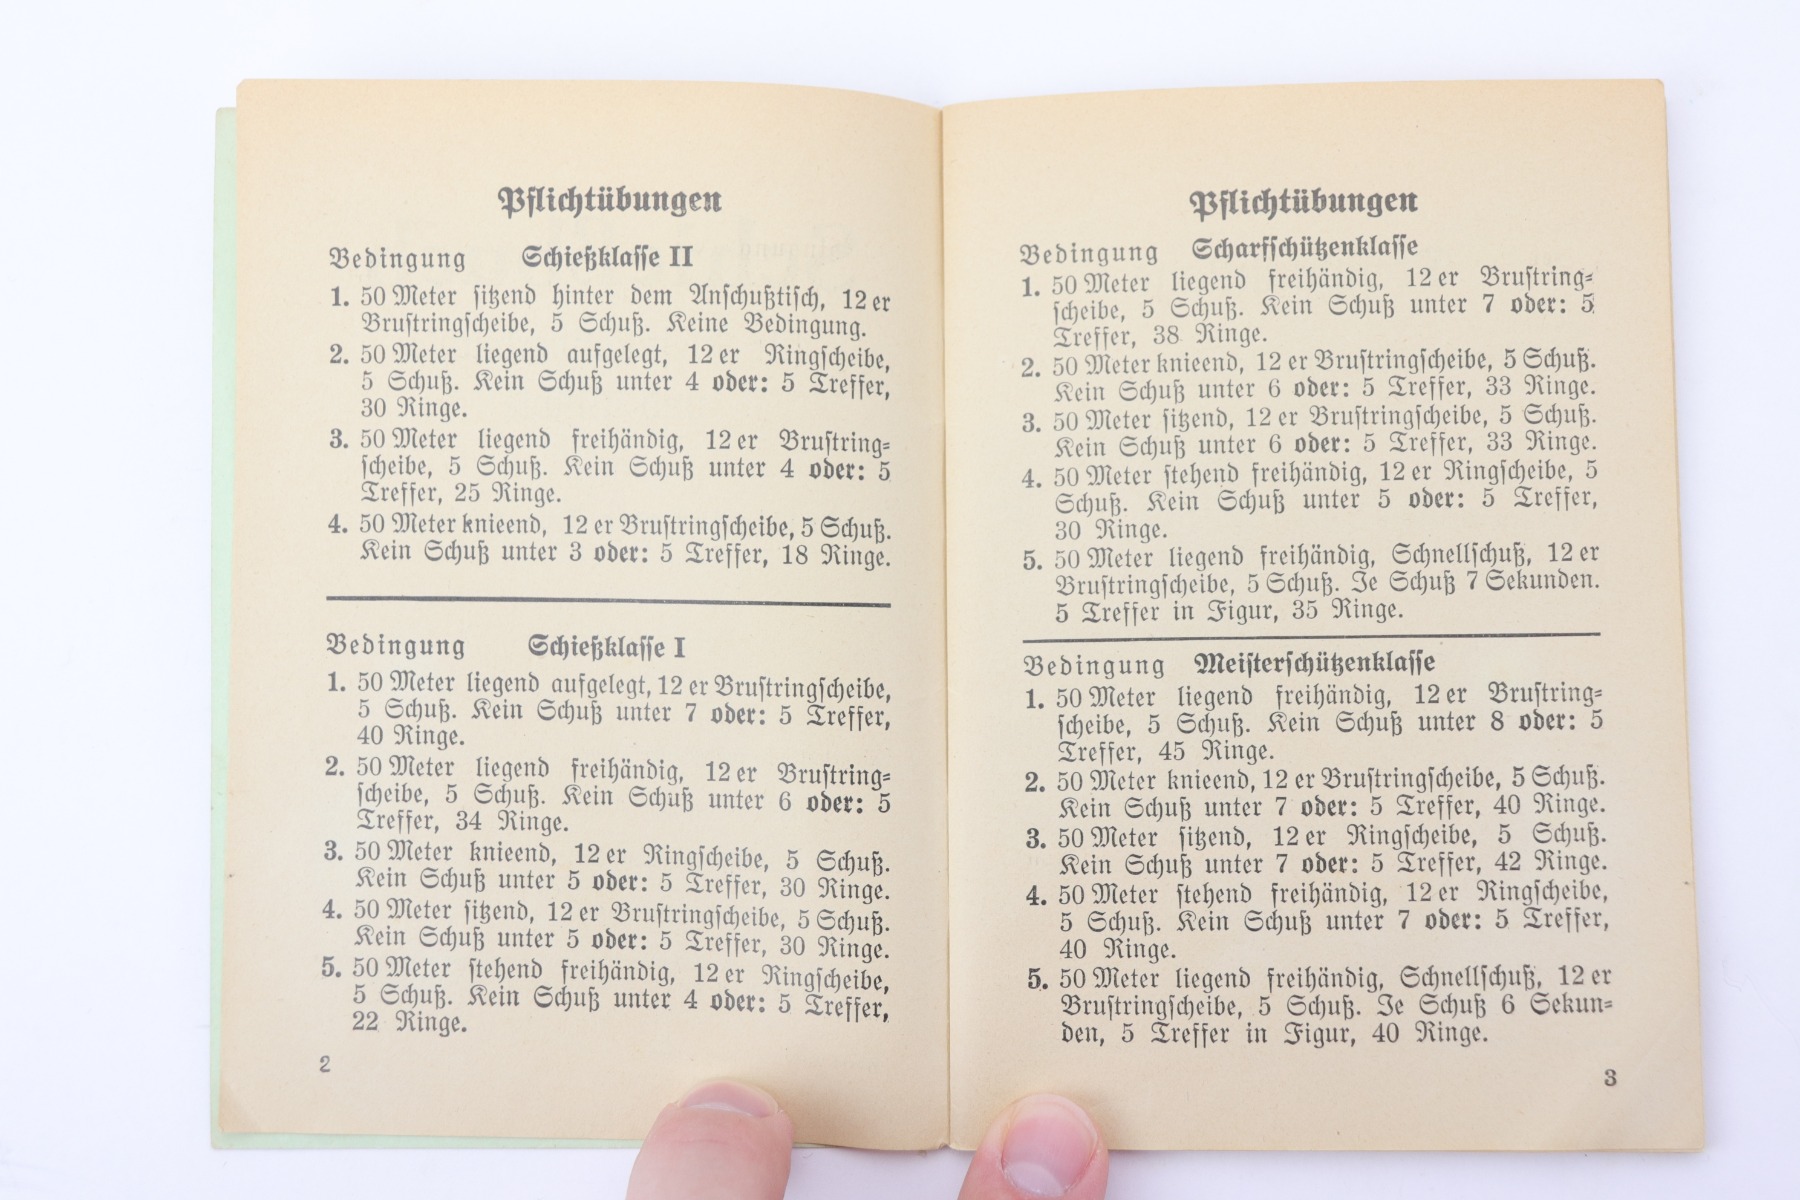 Pflichtübungen
Bedingung Schießklasse II
1. 50 Meter sitzend hinter dem Anschußtisch, 12 er
Brustringscheibe, 5 Schuß. Keine Bedingung.
2. 50 Meter liegend aufgelegt, 12 er Ringscheibe,
5 Schuß. Kein Schuß unter 4 oder: 5 Treffer,
30 Ringe.
3. 50 Meter liegend freihändig, 12 er Brustring-
scheibe, 5 Schuß. Kein Schuß unter 4 oder: 5
Treffer, 25 Ringe.
4. 50 Meter knieend, 12 er Brustringscheibe, 5 Schuß.
Kein Schuß unter 3 oder: 5 Treffer, 18 Ringe.
Bedingung Schießklasse I
1. 50 Meter liegend aufgelegt, 12 er Brustringscheibe,
5 Schuß. Kein Schuß unter 7 oder: 5 Treffer,
40 Ringe.
2. 50 Meter liegend freihändig, 12 er Brustring-
scheibe, 5 Schuß. Kein Schuß unter 6 oder: 5
Treffer, 34 Ringe.
3. 50 Meter knieend, 12 er Ringscheibe, 5 Schuß.
Kein Schuß unter 5 oder: 5 Treffer, 30 Ringe.
4. 50 Meter sitzend, 12 er Brustringscheibe, 5 Schuß.
Kein Schuß unter 5 oder: 5 Treffer, 30 Ringe.
5. 50 Meter stehend freihändig, 12 er Ringscheibe,
5 Schuß. Kein Schuß unter 4 oder: 5 Treffer,
22 Ringe.
2
Pflichtübungen
Bedingung Scharfschützenklasse
1. 50 Meter liegend freihändig, 12 er Brustring-
scheibe, 5 Schuß. Kein Schuß unter 7 oder: 5
Treffer, 38 Ringe.
2. 50 Meter knieend, 12 er Brustringscheibe, 5 Schuß.
Kein Schuß unter 6 oder: 5 Treffer, 33 Ringe.
3. 50 Meter sitzend, 12 er Brustringscheibe, 5 Schuß.
Kein Schuß unter 6 oder: 5 Treffer, 33 Ringe.
4. 50 Meter stehend freihändig, 12 er Ringscheibe, 5
Schuß. Kein Schuß unter 5 oder: 5 Treffer,
30 Ringe.
5. 50 Meter liegend freihändig, Schnellschuß, 12 er
Brustringscheibe, 5 Schuß. Je Schuß 7 Sekunden.
5 Treffer in Figur, 35 Ringe.
Bedingung Meisterschützenklasse
1. 50 Meter liegend freihändig, 12 er Brustring-
scheibe, 5 Schuß. Kein Schuß unter 8 oder: 5
Treffer, 45 Ringe.
2. 50 Meter knieend, 12 er Brustringscheibe, 5 Schuß.
Kein Schuß unter 7 oder: 5 Treffer, 40 Ringe.
3. 50 Meter sitzend, 12 er Ringscheibe, 5 Schuß.
Kein Schuß unter 7 oder: 5 Treffer, 42 Ringe.
4. 50 Meter stehend freihändig, 12 er Ringscheibe,
5 Schuß. Kein Schuß unter 7 oder: 5 Treffer,
40 Ringe.
5. 50 Meter liegend freihändig, Schnellschuß, 12 er
Brustringscheibe, 5 Schuß. Je Schuß 6 Sekun-
den, 5 Treffer in Figur, 40 Ringe.
3